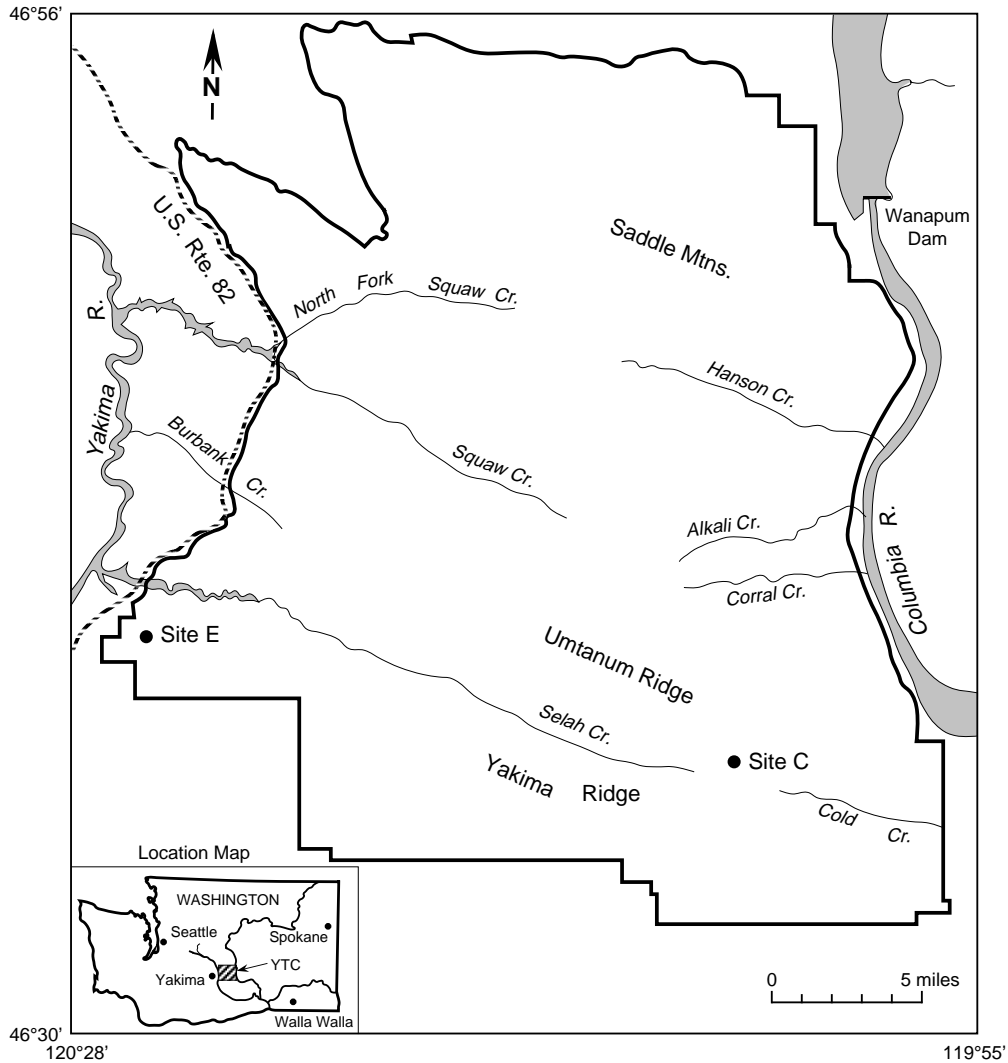 46°56'
N
U.S. Rte. 82
Saddle Mtns.
Wanapum
Dam
North Fork Squaw Cr.
Yakima R.
Hanson Cr.
Burbank Cr.
Squaw Cr.
Alkali Cr.
Columbia R.
Corral Cr.
Site E
Umtanum Ridge
Selah Cr.
Site C
Yakima Ridge
Cold Cr.
Location Map
WASHINGTON
Seattle
Spokane
YTC
Yakima
Walla Walla
0 5 miles
46°30'
120°28' 119°55'